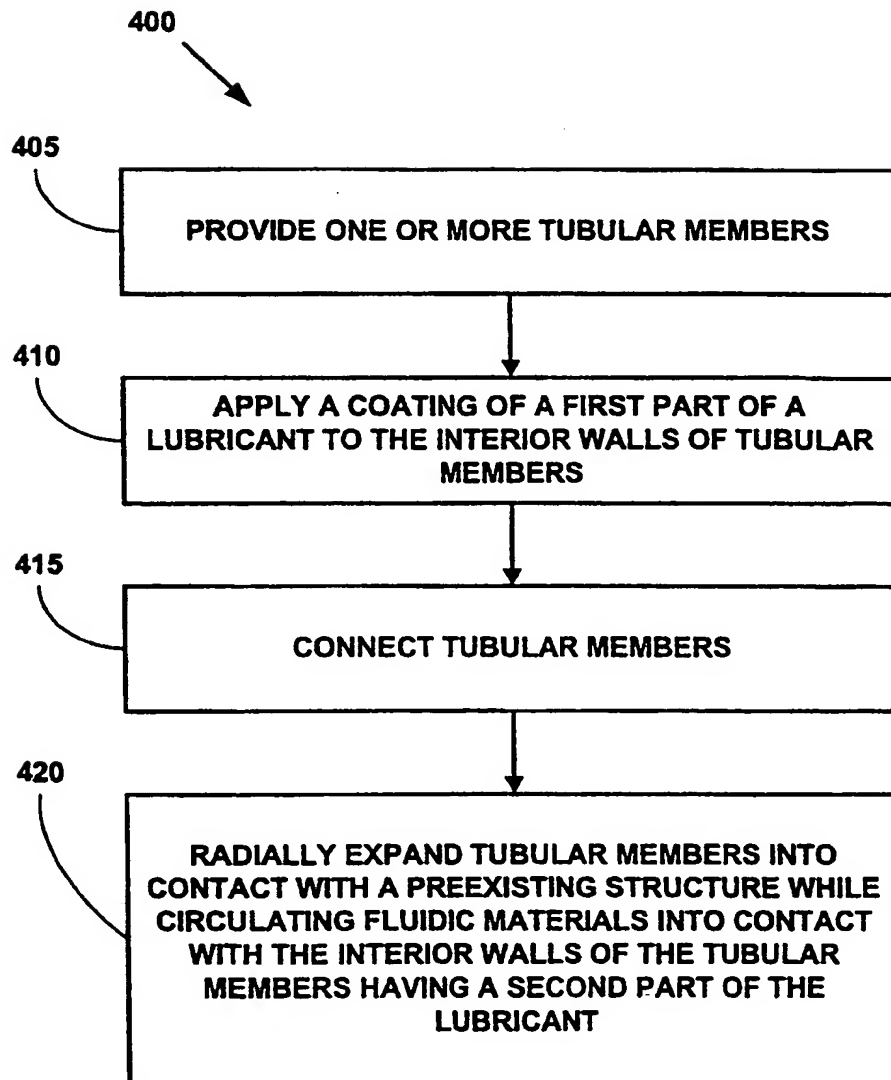 400
405
PROVIDE ONE OR MORE TUBULAR MEMBERS
410
APPLY A COATING OF A FIRST PART OF A
LUBRICANT TO THE INTERIOR WALLS OF TUBULAR
MEMBERS
415
CONNECT TUBULAR MEMBERS
420
RADIALLY EXPAND TUBULAR MEMBERS INTO
CONTACT WITH A PREEXISTING STRUCTURE WHILE
CIRCULATING FLUIDIC MATERIALS INTO CONTACT
WITH THE INTERIOR WALLS OF THE TUBULAR
MEMBERS HAVING A SECOND PART OF THE
LUBRICANT